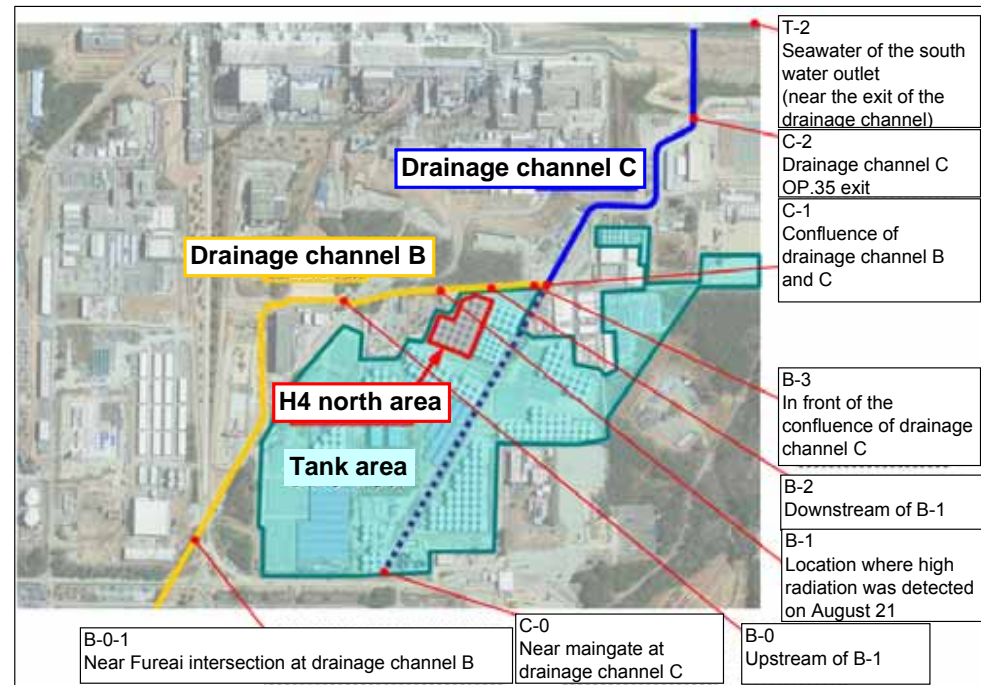 T-2
Seawater of the south
water outlet
(near the exit of the
drainage channel)
C-2
Drainage channel C
OP.35 exit
C-1
Confluence of
drainage channel B
and C
Drainage channel C
Drainage channel B
H4 north area
Tank area
B-3
In front of the
confluence of drainage
channel C
B-2
Downstream of B-1
B-1
Location where high
radiation was detected
on August 21
B-0-1
Near Fureai intersection at drainage channel B
C-0
Near maingate at
drainage channel C
B-0
Upstream of B-1